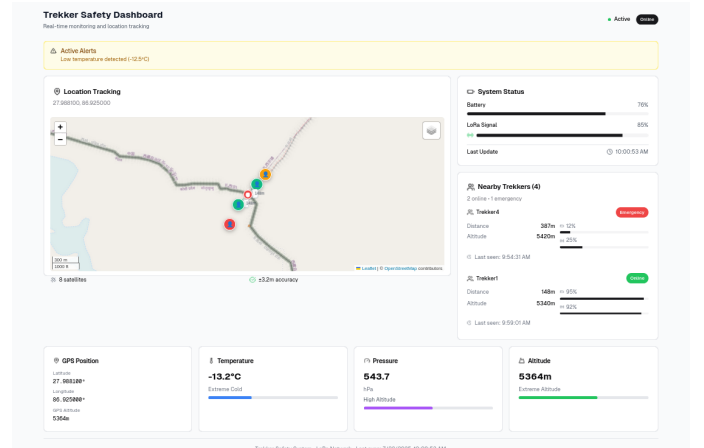 Trekker Safety Dashboard
Real-time monitoring and location tracking
Active
Online
Active Alerts
Low temperature detected (-12.5°C)
Location Tracking
27.988100, 86.925000
+
−
300 m
1000 ft
Leaflet | © OpenStreetMap contributors
8 satellites
±3.2m accuracy
System Status
Battery
76%
LoRa Signal
85%
Last Update
10:00:53 AM
Nearby Trekkers (4)
2 online • 1 emergency
Trekker4
Emergency
Distance
387m
12%
Altitude
5420m
25%
Last seen: 9:54:31 AM
Trekker1
Online
Distance
148m
95%
Altitude
5340m
92%
Last seen: 9:59:01 AM
GPS Position
Latitude
27.988100°
Longitude
86.925000°
GPS Altitude
5364m
Temperature
-13.2°C
Extreme Cold
Pressure
543.7
hPa
High Altitude
Altitude
5364m
Extreme Altitude